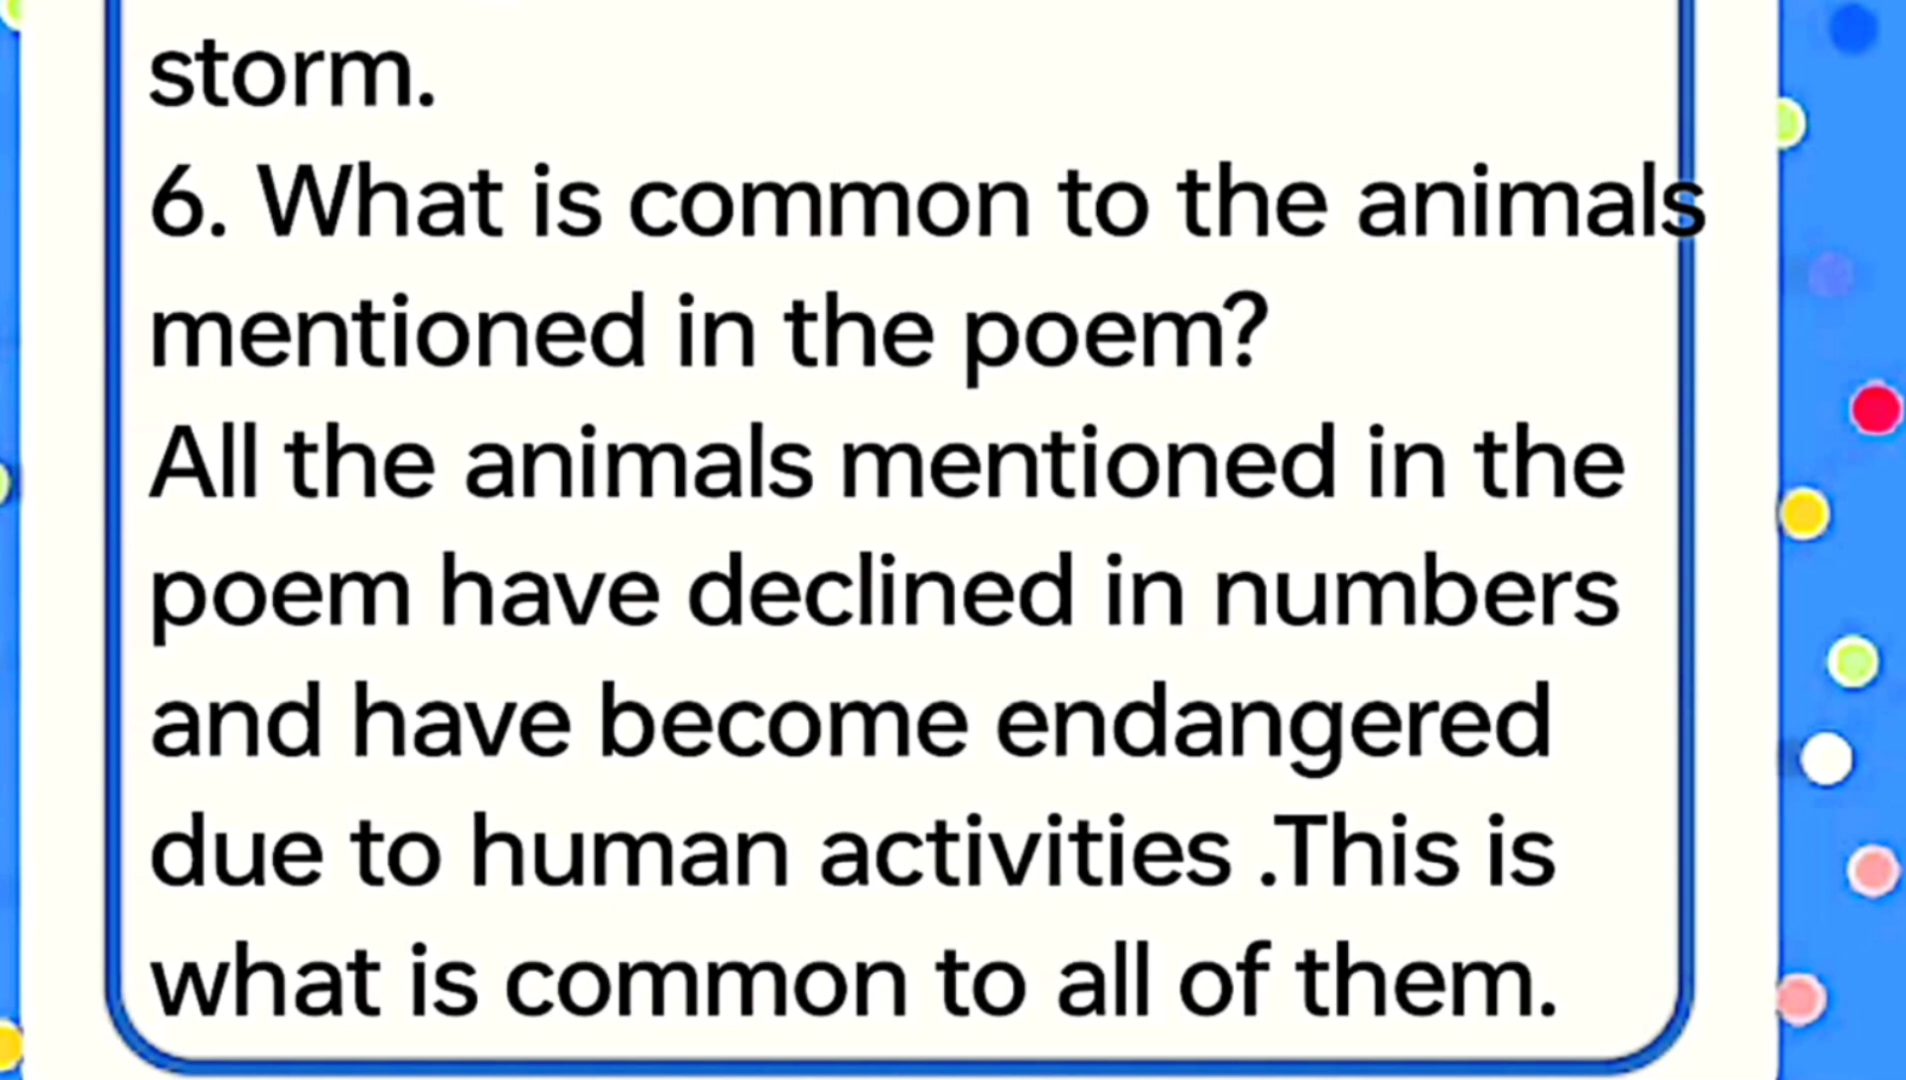 storm.
6. What is common to the animals
mentioned in the poem?
All the animals mentioned in the
poem have declined in numbers
and have become endangered
due to human activities .This is
what is common to all of them.